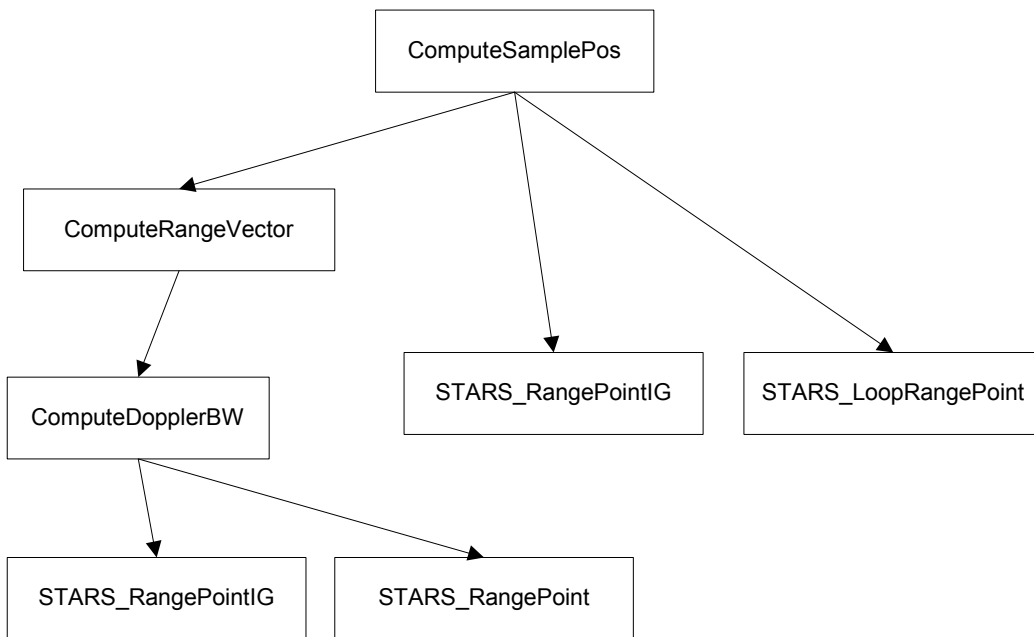 ComputeSamplePos
ComputeRangeVector
STARS_RangePointIG
STARS_LoopRangePoint
ComputeDopplerBW
STARS_RangePointIG
STARS_RangePoint